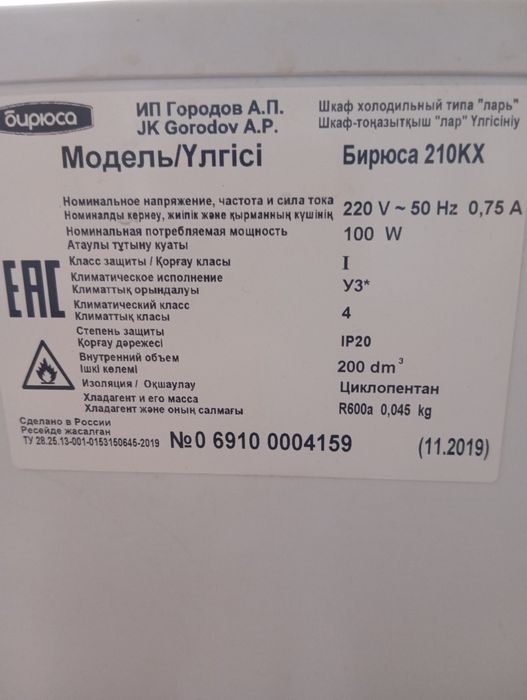 бирюса
ИП Городов А.П.
JK Gorodov A.P.
Шкаф холодильный типа "ларь"
Шкаф-тоңазытқыш "лар" Үлгісініу
Модель/Үлгісі Бирюса 210KX
Номинальное напряжение, частота и сила тока
Номиналды кернеу, жиілік және қырманның күшінің
220 V ~ 50 Hz 0,75 A
Номинальная потребляемая мощность
Атаулы тұтыну қуаты
100 W
Класс защиты / Қорғау класы I
Климатическое исполнение
Климаттық орындалуы
У3*
Климатический класс
Климаттық класы
4
Степень защиты
Қорғау дәрежесі
IP20
Внутренний объем
Ішкі көлемі
200 dm³
Изоляция / Оқшаулау Циклопентан
Хладагент и его масса
Хладагент және оның салмағы
R600a 0,045 kg
EAC
Сделано в России
Ресейде жасалған
ТУ 28.25.13-001-0153150645-2019
№0 6910 0004159 (11.2019)